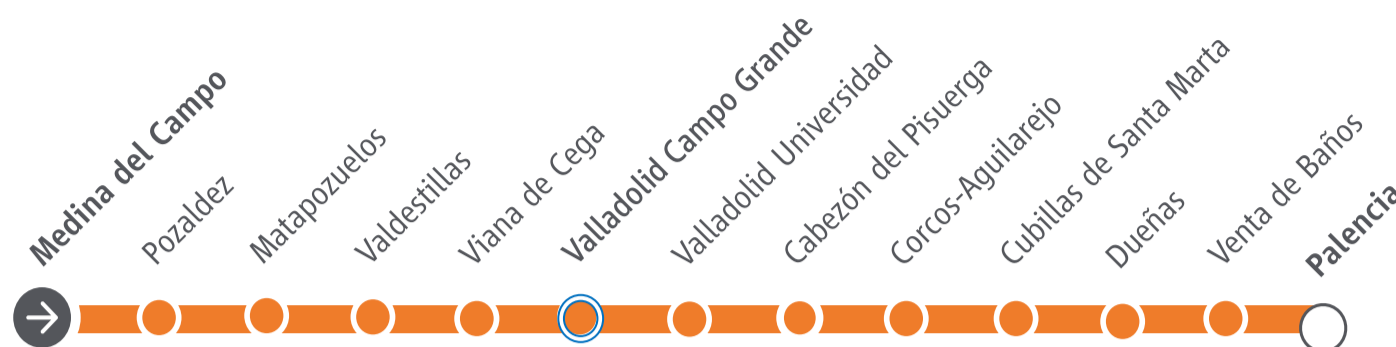 Medina del Campo
Pozaldez
Matapozuelos
Valdestillas
Viana de Cega
Valladolid Campo Grande
Valladolid Universidad
Cabezón del Pisuerga
Corcos-Aguilarejo
Cubillas de Santa Marta
Dueñas
Venta de Baños
Palencia